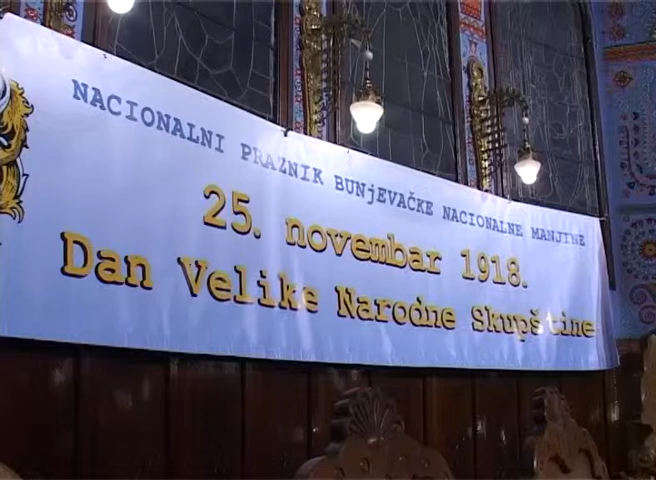 NACIONALNI PRAZNIK BUNjEVAČKE NACIONALNE MANJINE
25. novembar 1918.
Dan Velike Narodne Skupštine